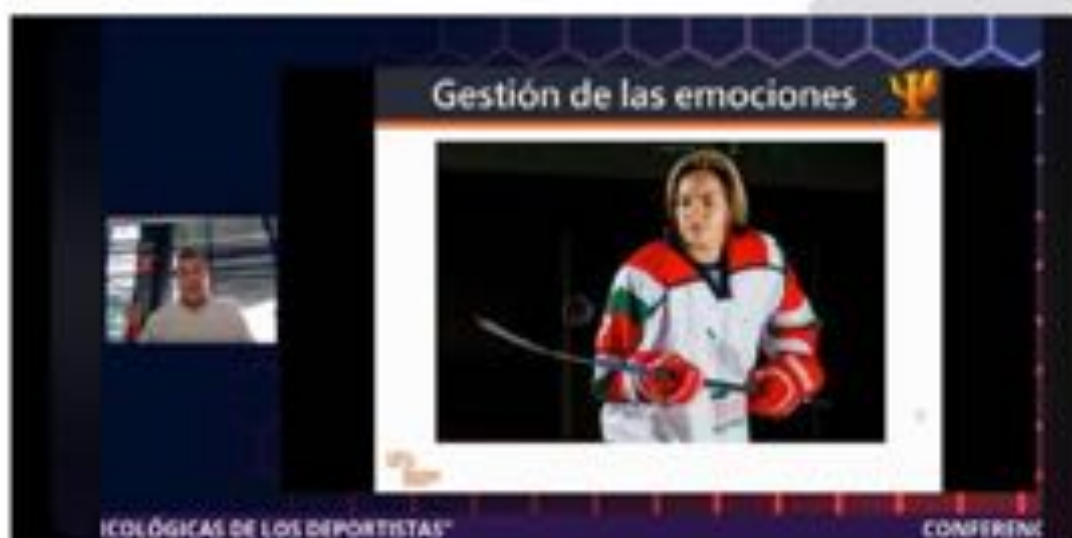 Gestión de las emociones
ICOLÓGICAS DE LOS DEPORTISTAS" CONFERENC